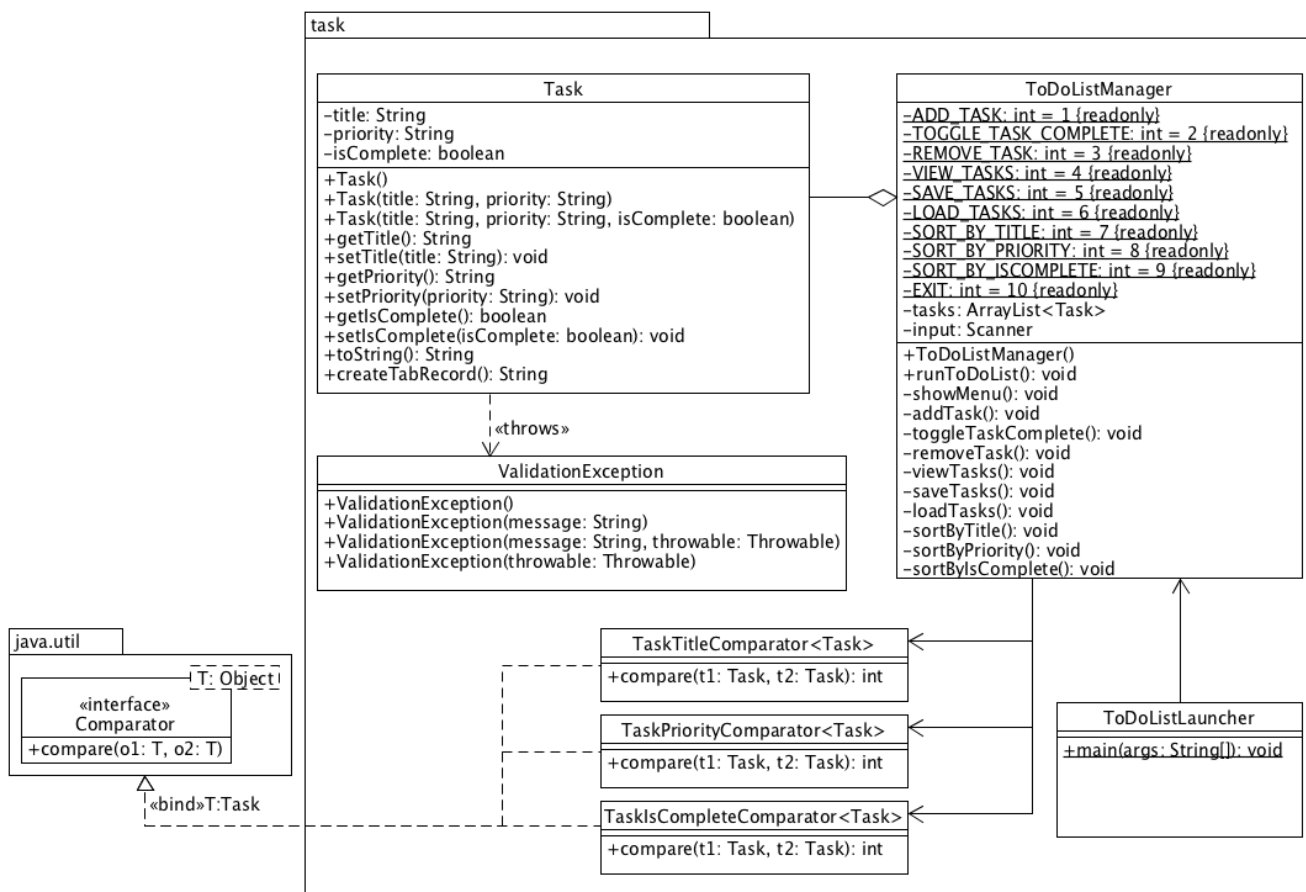 task
Task
-title: String
-priority: String
-isComplete: boolean
+Task()
+Task(title: String, priority: String)
+Task(title: String, priority: String, isComplete: boolean)
+getTitle(): String
+setTitle(title: String): void
+getPriority(): String
+setPriority(priority: String): void
+getIsComplete(): boolean
+setIsComplete(isComplete: boolean): void
+toString(): String
+createTabRecord(): String
«throws»
ValidationException
+ValidationException()
+ValidationException(message: String)
+ValidationException(message: String, throwable: Throwable)
+ValidationException(throwable: Throwable)
ToDoListManager
-ADD_TASK: int = 1 {readonly}
-TOGGLE_TASK_COMPLETE: int = 2 {readonly}
-REMOVE_TASK: int = 3 {readonly}
-VIEW_TASKS: int = 4 {readonly}
-SAVE_TASKS: int = 5 {readonly}
-LOAD_TASKS: int = 6 {readonly}
-SORT_BY_TITLE: int = 7 {readonly}
-SORT_BY_PRIORITY: int = 8 {readonly}
-SORT_BY_ISCOMPLETE: int = 9 {readonly}
-EXIT: int = 10 {readonly}
-tasks: ArrayList<Task>
-input: Scanner
+ToDoListManager()
+runToDoList(): void
-showMenu(): void
-addTask(): void
-toggleTaskComplete(): void
-removeTask(): void
-viewTasks(): void
-saveTasks(): void
-loadTasks(): void
-sortByTitle(): void
-sortByPriority(): void
-sortByIsComplete(): void
java.util
T: Object
«interface»
Comparator
+compare(o1: T, o2: T)
«bind»T:Task
TaskTitleComparator<Task>
+compare(t1: Task, t2: Task): int
TaskPriorityComparator<Task>
+compare(t1: Task, t2: Task): int
TaskIsCompleteComparator<Task>
+compare(t1: Task, t2: Task): int
ToDoListLauncher
+main(args: String[]): void